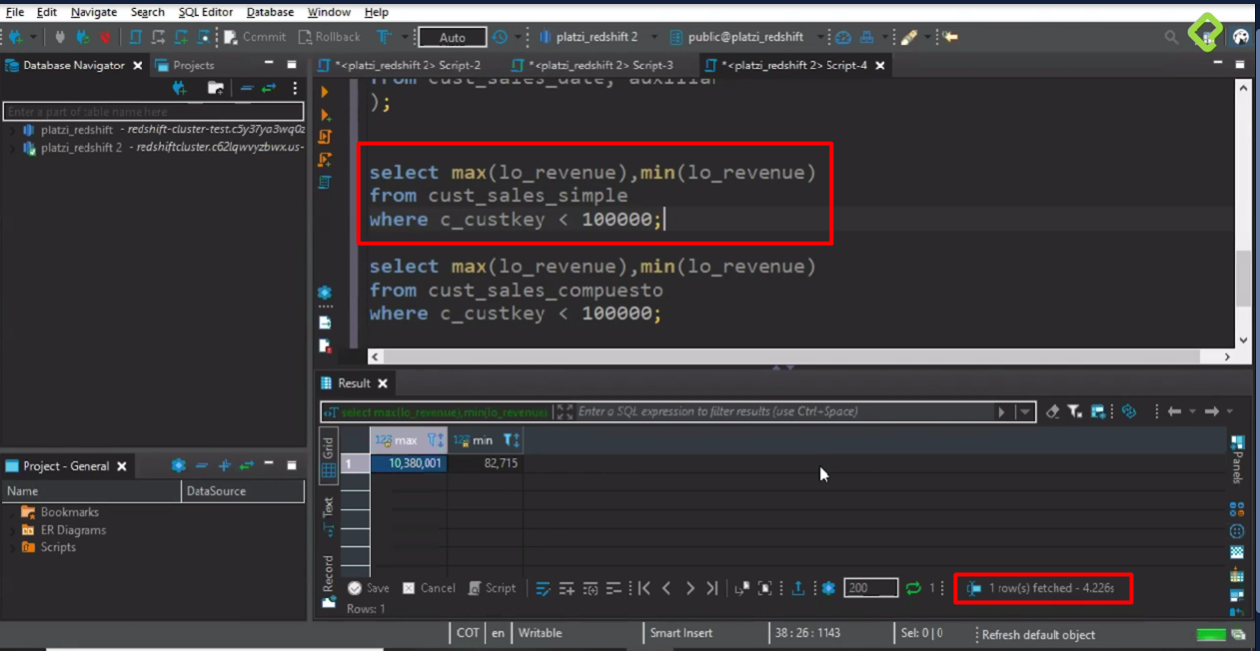 File Edit Navigate Search SQL Editor Database Window Help
Commit Rollback Auto platzi_redshift 2 public@platzi_redshift
Database Navigator Projects
*<platzi_redshift 2> Script-2 *<platzi_redshift 2> Script-3 *<platzi_redshift 2> Script-4
Enter a part of table name here
platzi_redshift - redshift-cluster-test.c5y37ya3wq0z
platzi_redshift 2 - redshiftcluster.c62lqwvyzbwx.us-
from cust_sales_date, auxiliar
);
select max(lo_revenue),min(lo_revenue)
from cust_sales_simple
where c_custkey < 100000;
select max(lo_revenue),min(lo_revenue)
from cust_sales_compuesto
where c_custkey < 100000;
Result
select max(lo_revenue),min(lo_revenue) Enter a SQL expression to filter results (use Ctrl+Space)
Grid
Text
Record
123 max 123 min
1 10,380,001 82,715
Panels
Project - General
Name DataSource
Bookmarks
ER Diagrams
Scripts
Save Cancel Script 200 1 1 row(s) fetched - 4.226s
Rows: 1
COT en Writable Smart Insert 38 : 26 : 1143 Sel: 0 | 0 Refresh default object